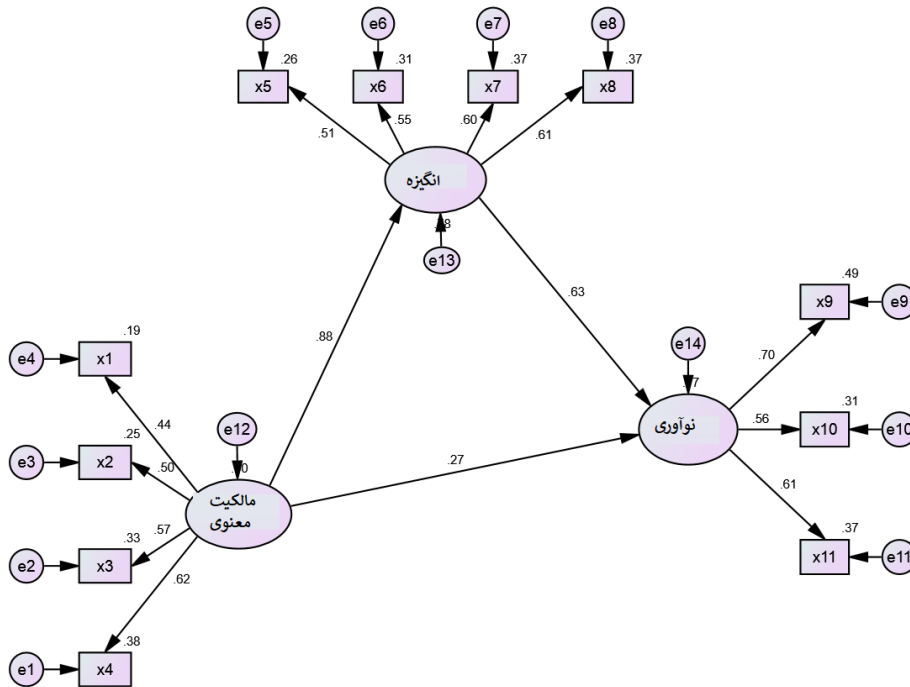 e5
e6
e7
e8
.26
.31
.37
.37
x5
x6
x7
x8
.51
.55
.60
.61
انگیزه
e13
.63
.49
x9
e9
.88
.19
e14
.70
e4
x1
.31
e12
.44
نوآوری
.56
x10
e10
.25
e3
x2
.50
.27
.61
مالکیت
معنوی
.37
.33
.57
x11
e11
e2
x3
.62
.38
e1
x4